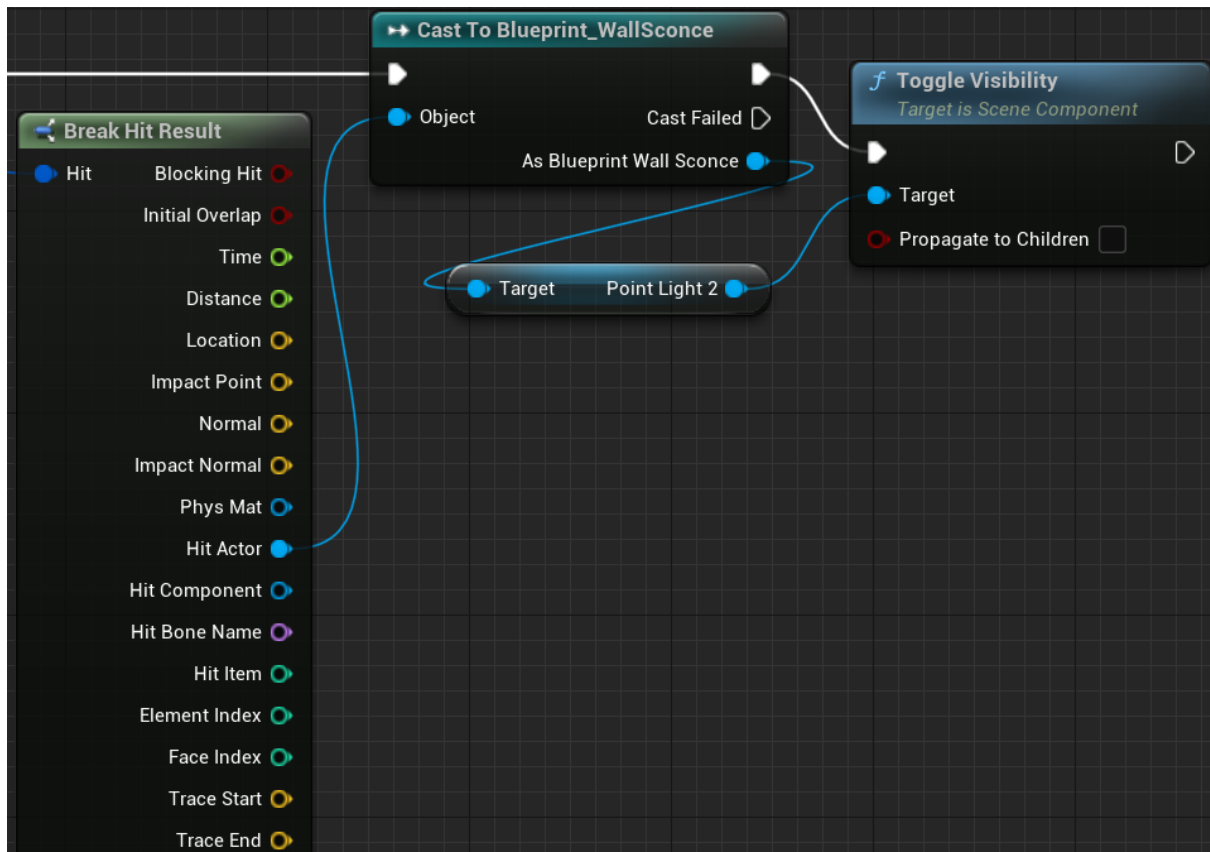 Cast To Blueprint_WallSconce
Object
Cast Failed
As Blueprint Wall Sconce
Toggle Visibility
Target is Scene Component
Target
Propagate to Children
Target
Point Light 2
Break Hit Result
Hit
Blocking Hit
Initial Overlap
Time
Distance
Location
Impact Point
Normal
Impact Normal
Phys Mat
Hit Actor
Hit Component
Hit Bone Name
Hit Item
Element Index
Face Index
Trace Start
Trace End